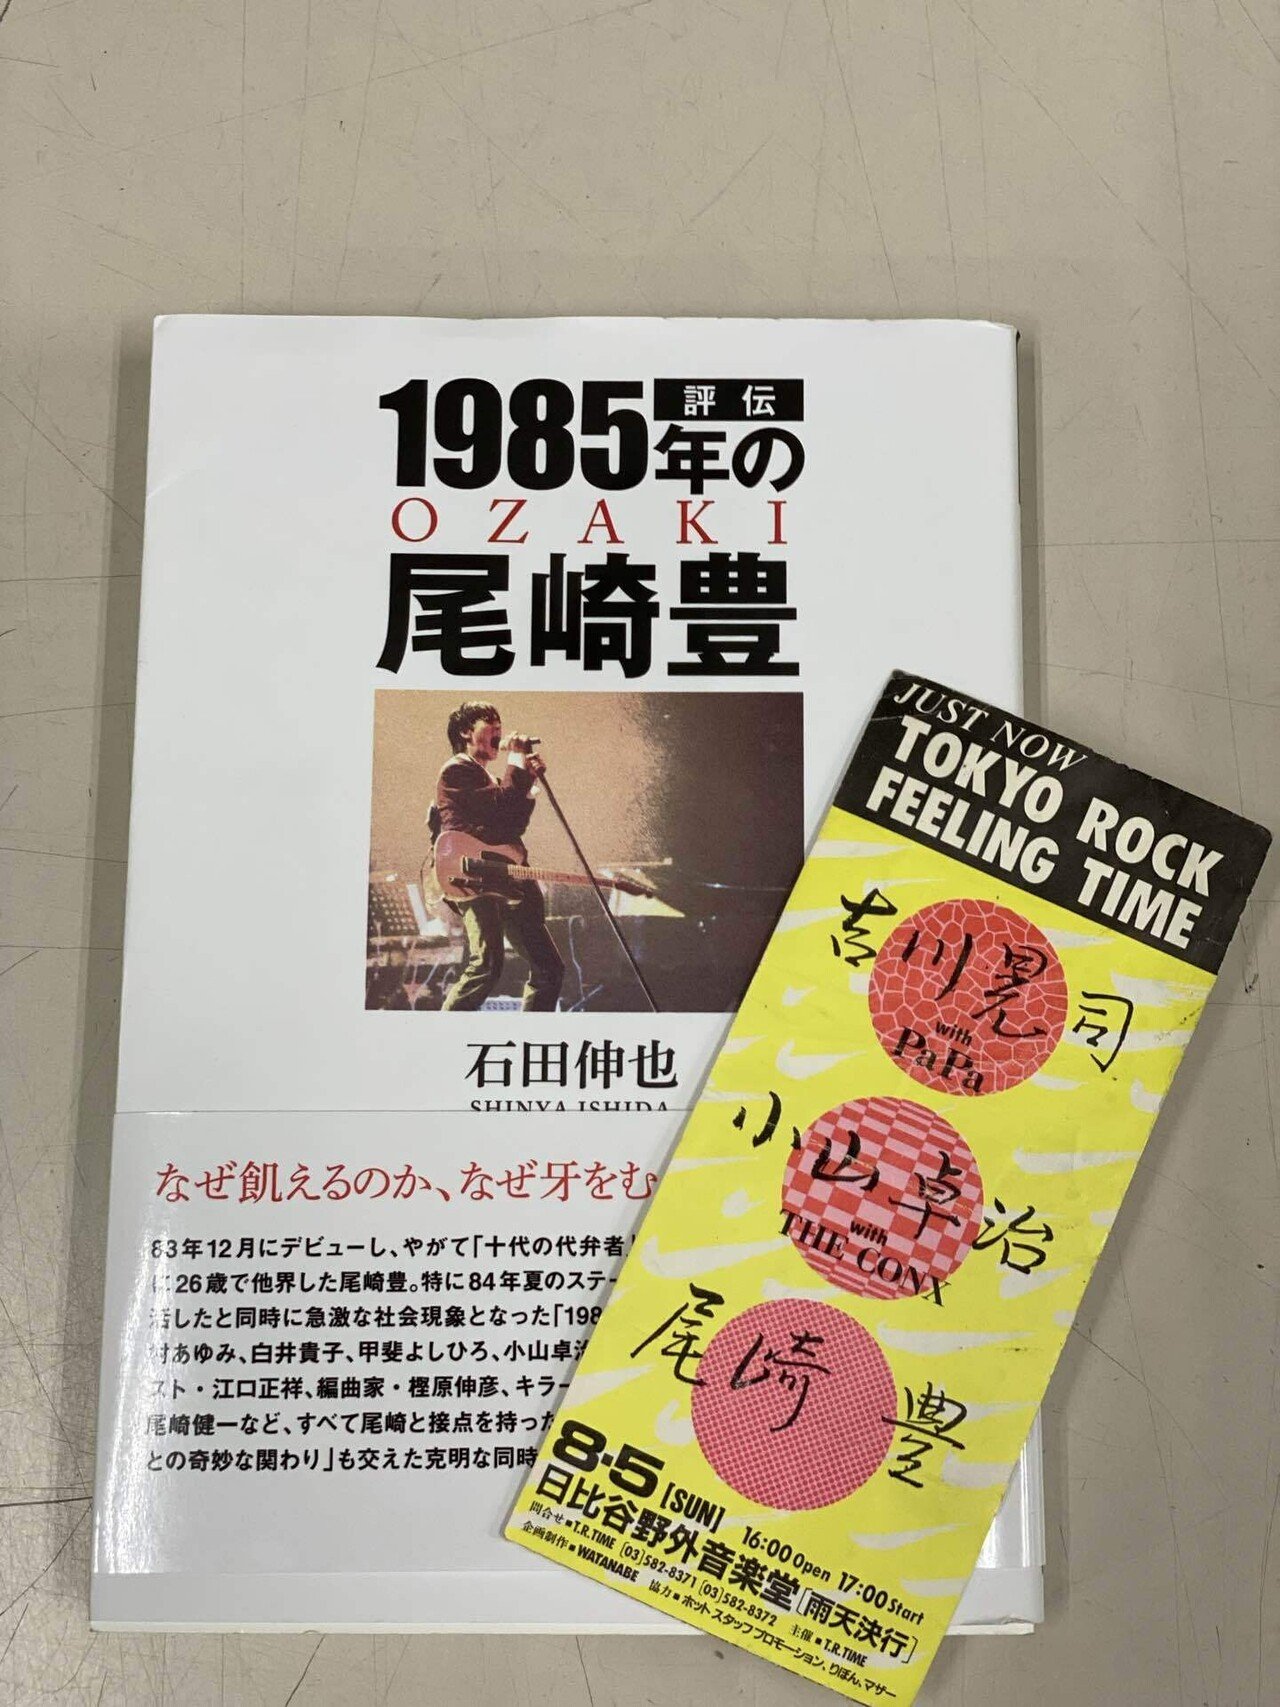 評伝
1985年の
OZAKI
尾崎豊
石田伸也
SHINYA ISHIDA
なぜ飢えるのか、なぜ牙をむ
83年12月にデビューし、やがて「十代の代弁者」
に26歳で他界した尾崎豊。特に84年夏のステー
活したと同時に急激な社会現象となった「198
村あゆみ、白井貴子、甲斐よしひろ、小山卓治
スト・江口正祥、編曲家・樫原伸彦、キラー
尾崎健一など、すべて尾崎と接点を持った
との奇妙な関わり」も交えた克明な同時
JUST NOW
TOKYO ROCK
FEELING TIME
吉川晃司
with
PaPa
小山卓治
with
THE CONX
尾崎豊
8・5[SUN] 16:00 Open 17:00 Start
日比谷野外音楽堂[雨天決行]
問合せ■T.R.TIME [03]582-8371 [03]582-8372 主催■T.R.TIME
企画制作■WATANABE 協力■ホットスタッフプロモーション、りぼん、マザー